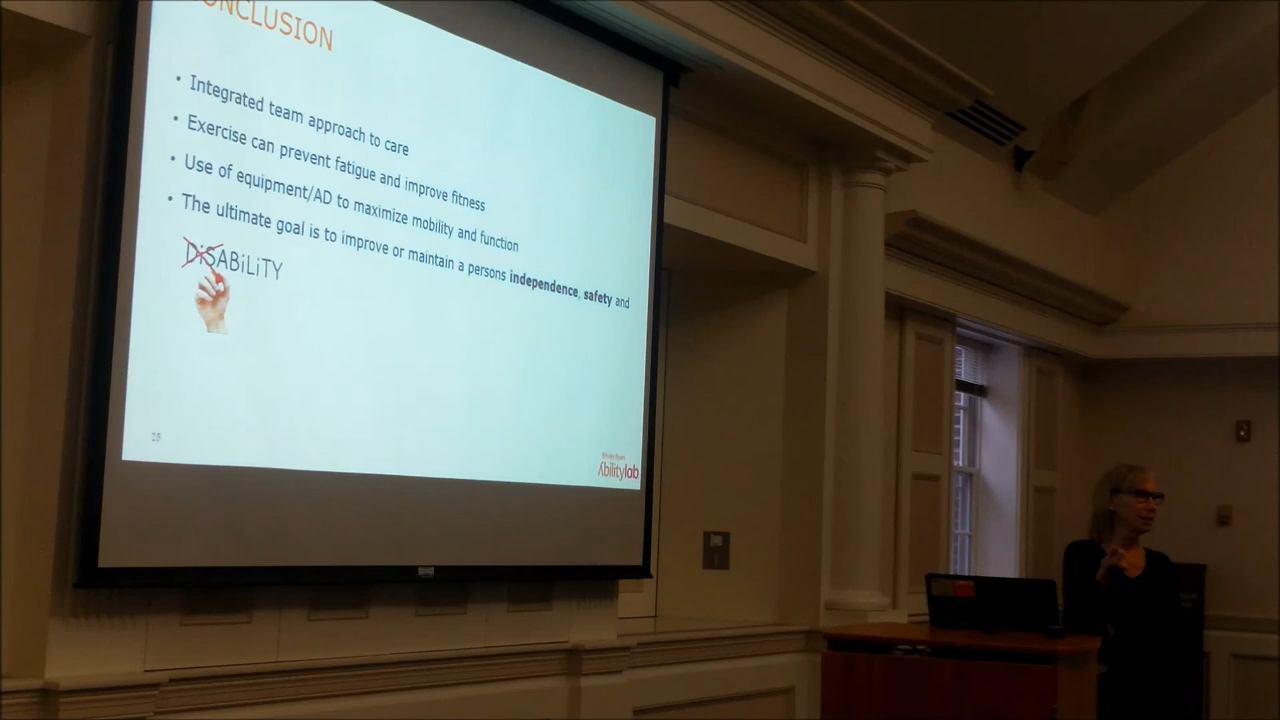 ONCLUSION
• Integrated team approach to care
• Exercise can prevent fatigue and improve fitness
• Use of equipment/AD to maximize mobility and function
• The ultimate goal is to improve or maintain a persons independence, safety and
DiSABiLiTY
Abilitylab